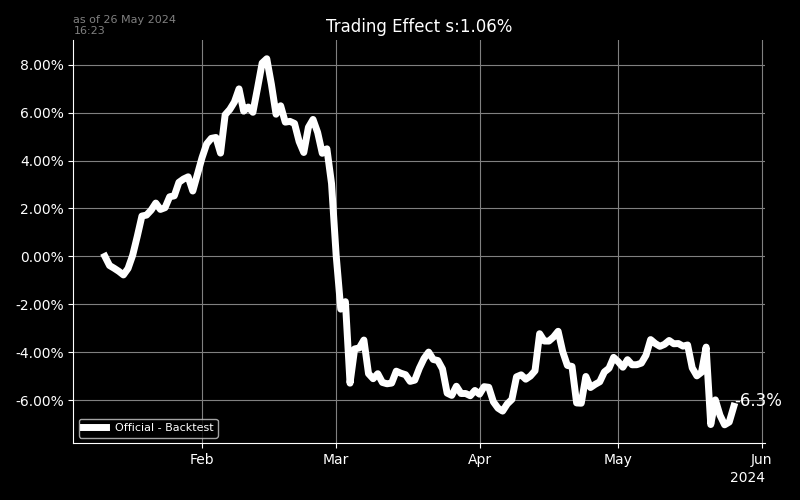 as of 26 May 2024
16:23
Trading Effect s:1.06%
8.00%
6.00%
4.00%
2.00%
0.00%
-2.00%
-4.00%
-6.00%
-6.3%
Official - Backtest
Feb
Mar
Apr
May
Jun
2024